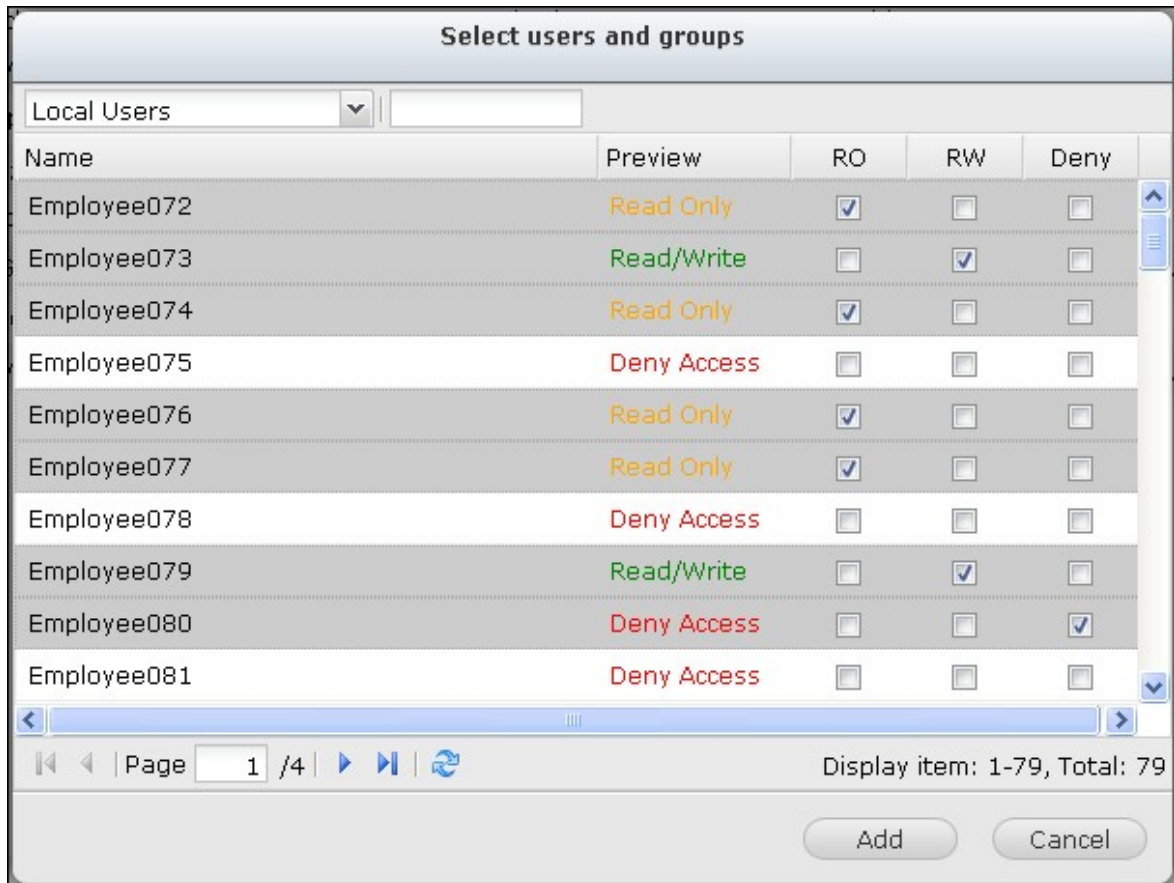 Select users and groups
Local Users
Name Preview RO RW Deny
Employee072 Read Only
Employee073 Read/Write
Employee074 Read Only
Employee075 Deny Access
Employee076 Read Only
Employee077 Read Only
Employee078 Deny Access
Employee079 Read/Write
Employee080 Deny Access
Employee081 Deny Access
Page 1 /4 Display item: 1-79, Total: 79
Add Cancel